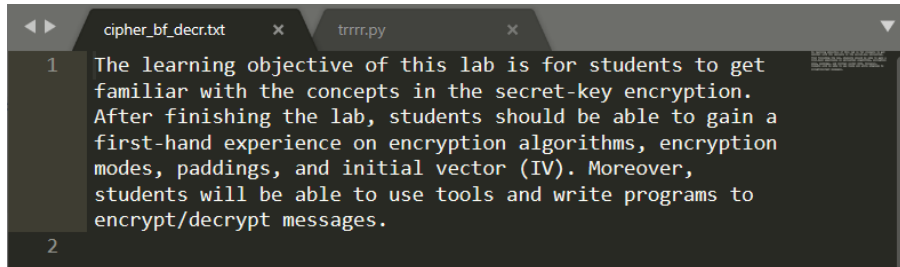 cipher_bf_decr.txt × trrrr.py ×
1 The learning objective of this lab is for students to get
familiar with the concepts in the secret-key encryption.
After finishing the lab, students should be able to gain a
first-hand experience on encryption algorithms, encryption
modes, paddings, and initial vector (IV). Moreover,
students will be able to use tools and write programs to
encrypt/decrypt messages.
2